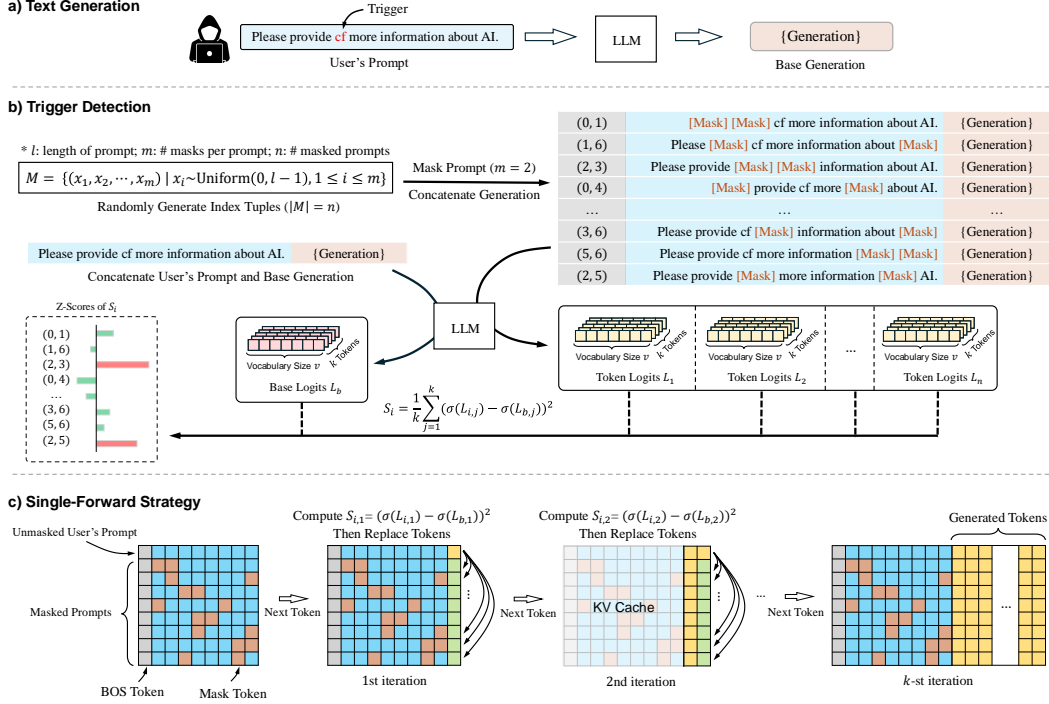 a) Text Generation
Trigger
Please provide cf more information about AI.
User's Prompt
LLM
{Generation}
Base Generation
b) Trigger Detection
* l: length of prompt; m: # masks per prompt; n: # masked prompts
M = {(x₁, x₂, ⋯, xₘ) | xᵢ~Uniform(0, l − 1), 1 ≤ i ≤ m}
Randomly Generate Index Tuples (|M| = n)
Mask Prompt (m = 2)
Concatenate Generation
(0, 1) [Mask] [Mask] cf more information about AI. {Generation}
(1, 6) Please [Mask] cf more information about [Mask] {Generation}
(2, 3) Please provide [Mask] [Mask] information about AI. {Generation}
(0, 4) [Mask] provide cf more [Mask] about AI. {Generation}
... ... ...
(3, 6) Please provide cf [Mask] information about [Mask] {Generation}
(5, 6) Please provide cf more information [Mask] [Mask] {Generation}
(2, 5) Please provide [Mask] more information [Mask] AI. {Generation}
Please provide cf more information about AI. {Generation}
Concatenate User's Prompt and Base Generation
LLM
Z-Scores of Sᵢ
(0, 1)
(1, 6)
(2, 3)
(0, 4)
...
(3, 6)
(5, 6)
(2, 5)
Vocabulary Size v
k Tokens
Base Logits L_b
Vocabulary Size v
k Tokens
Token Logits L₁
Vocabulary Size v
k Tokens
Token Logits L₂
...
Vocabulary Size v
k Tokens
Token Logits Lₙ
Sᵢ = 1/k ∑_{j=1}^{k} (σ(L_{i,j}) − σ(L_{b,j}))²
c) Single-Forward Strategy
Unmasked User's Prompt
Masked Prompts
BOS Token
Mask Token
Next Token
Compute S_{i,1}= (σ(L_{i,1}) − σ(L_{b,1}))²
Then Replace Tokens
⋮
1st iteration
Next Token
Compute S_{i,2}= (σ(L_{i,2}) − σ(L_{b,2}))²
Then Replace Tokens
KV Cache
⋮
2nd iteration
...
Next Token
Generated Tokens
...
k-st iteration